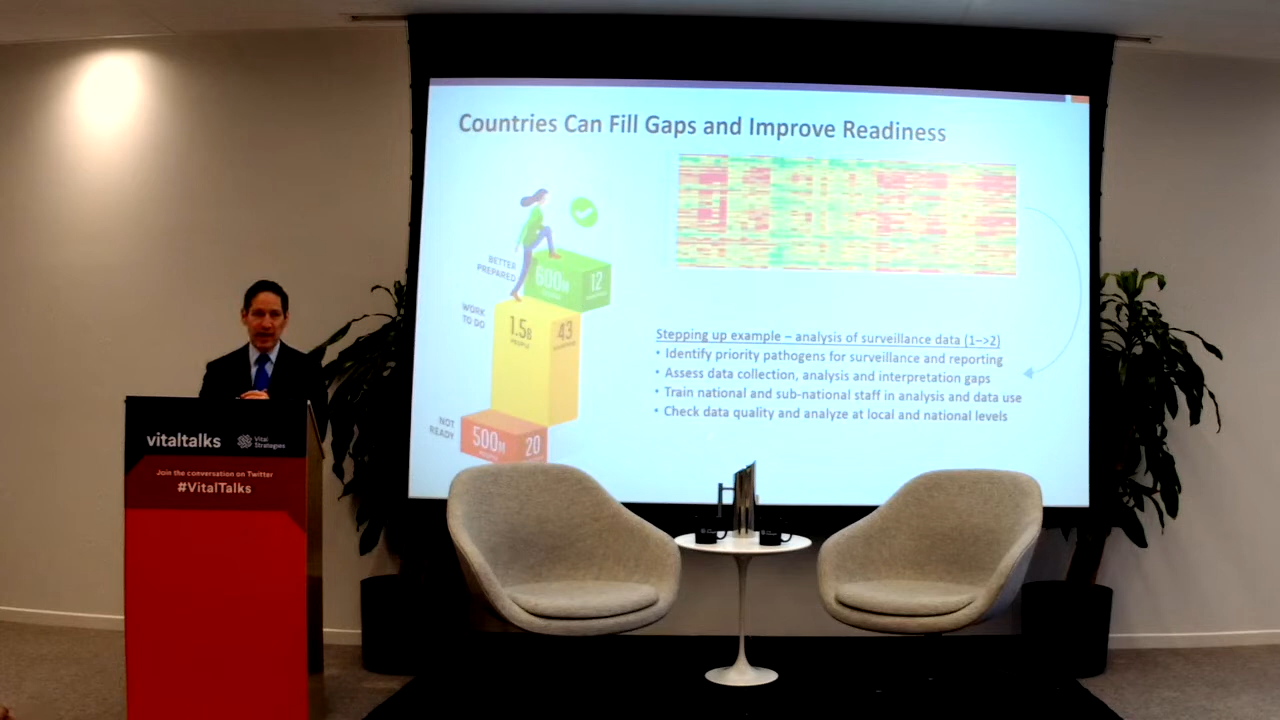 Countries Can Fill Gaps and Improve Readiness
BETTER
PREPARED
600M
12
WORK
TO DO
1.5B
PEOPLE
43
NOT
READY
500M
20
Stepping up example – analysis of surveillance data (1–>2)
• Identify priority pathogens for surveillance and reporting
• Assess data collection, analysis and interpretation gaps
• Train national and sub-national staff in analysis and data use
• Check data quality and analyze at local and national levels
vitaltalks
Vital
Strategies
Join the conversation on Twitter
#VitalTalks